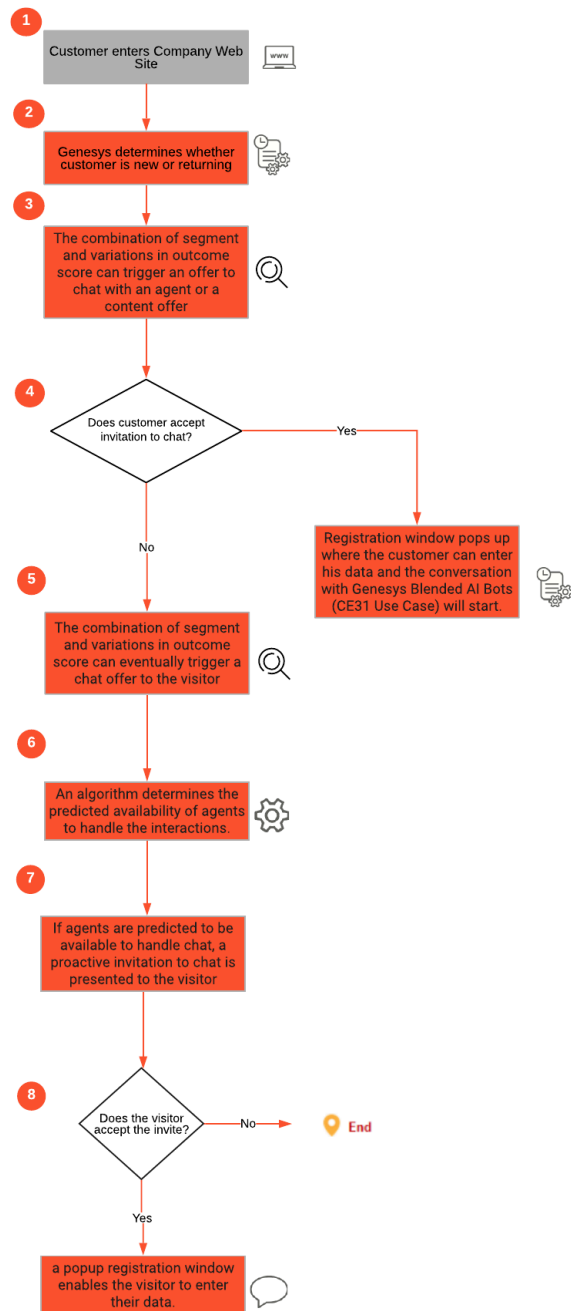 1
Customer enters Company Web
Site
www
2
Genesys determines whether
customer is new or returning
3
The combination of segment
and variations in outcome
score can trigger an offer to
chat with an agent or a
content offer
4
Does customer accept
invitation to chat?
Yes
No
Registration window pops up
where the customer can enter
his data and the conversation
with Genesys Blended AI Bots
(CE31 Use Case) will start.
5
The combination of segment
and variations in outcome
score can eventually trigger a
chat offer to the visitor
6
An algorithm determines the
predicted availability of agents
to handle the interactions.
7
If agents are predicted to be
available to handle chat, a
proactive invitation to chat is
presented to the visitor
8
Does the visitor
accept the invite?
No
End
Yes
a popup registration window
enables the visitor to enter
their data.